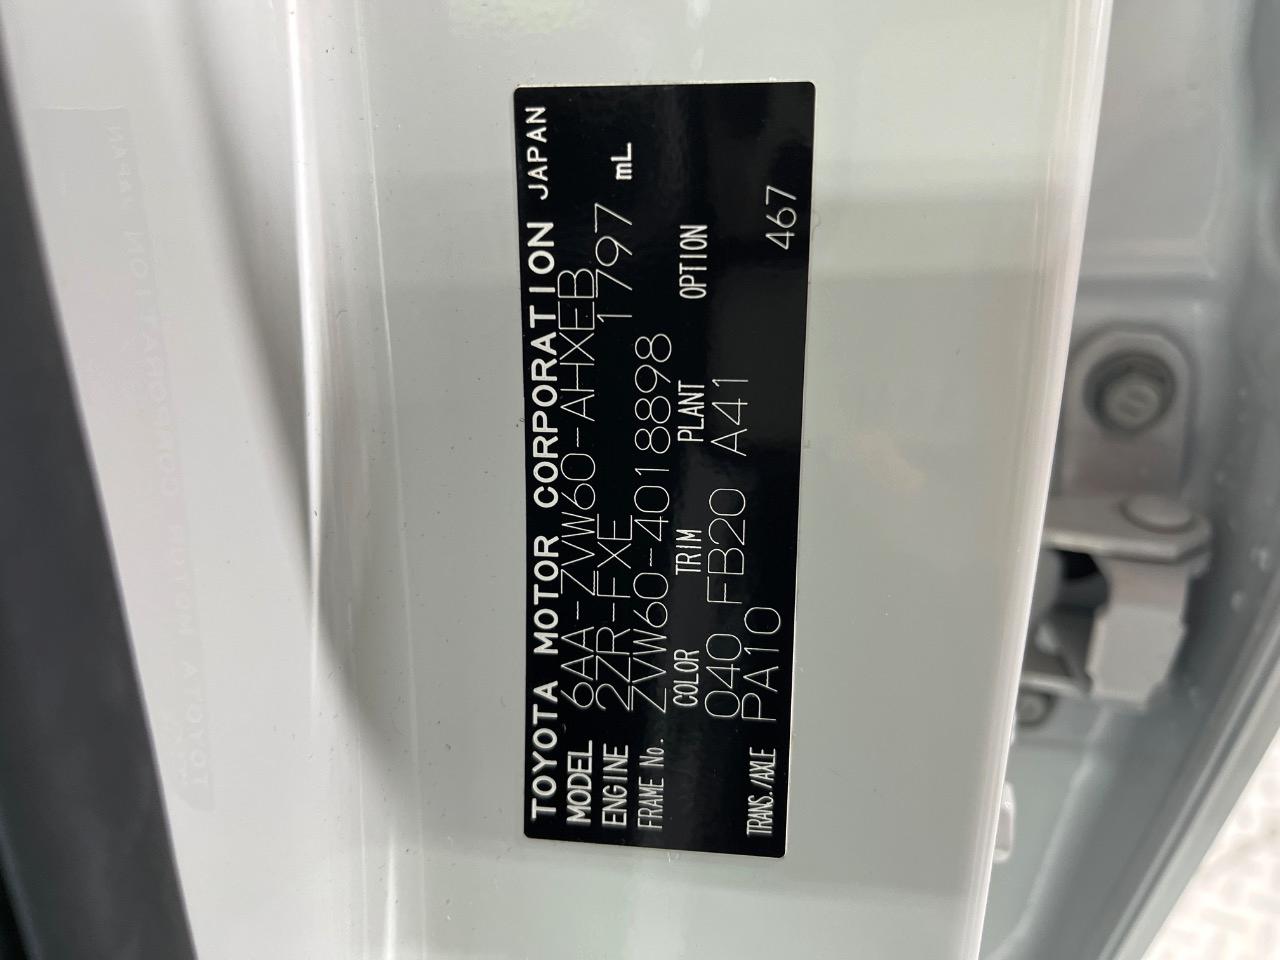 TOYOTA MOTOR CORPORATION JAPAN
MODEL 6AA-ZVW60-AHXEB
ENGINE 2ZR-FXE 1797 mL
FRAME No. ZVW60-4018898
COLOR TRIM PLANT OPTION
040 FB20 A41
TRANS./AXLE PA10 467